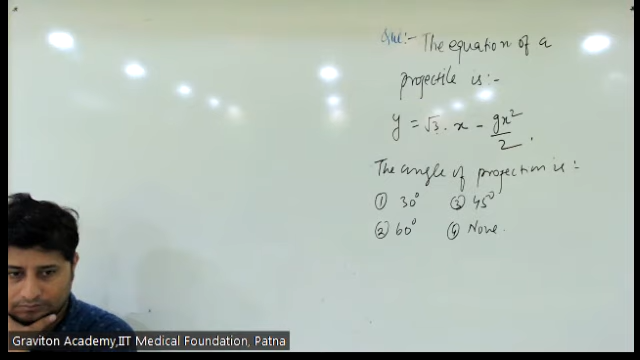 Que:- The equation of a
projectile is:-
y = √3. x - gx²/2.
The angle of projection is:-
① 30° ③ 45°
② 60° ④ None.
Graviton Academy,IIT Medical Foundation, Patna